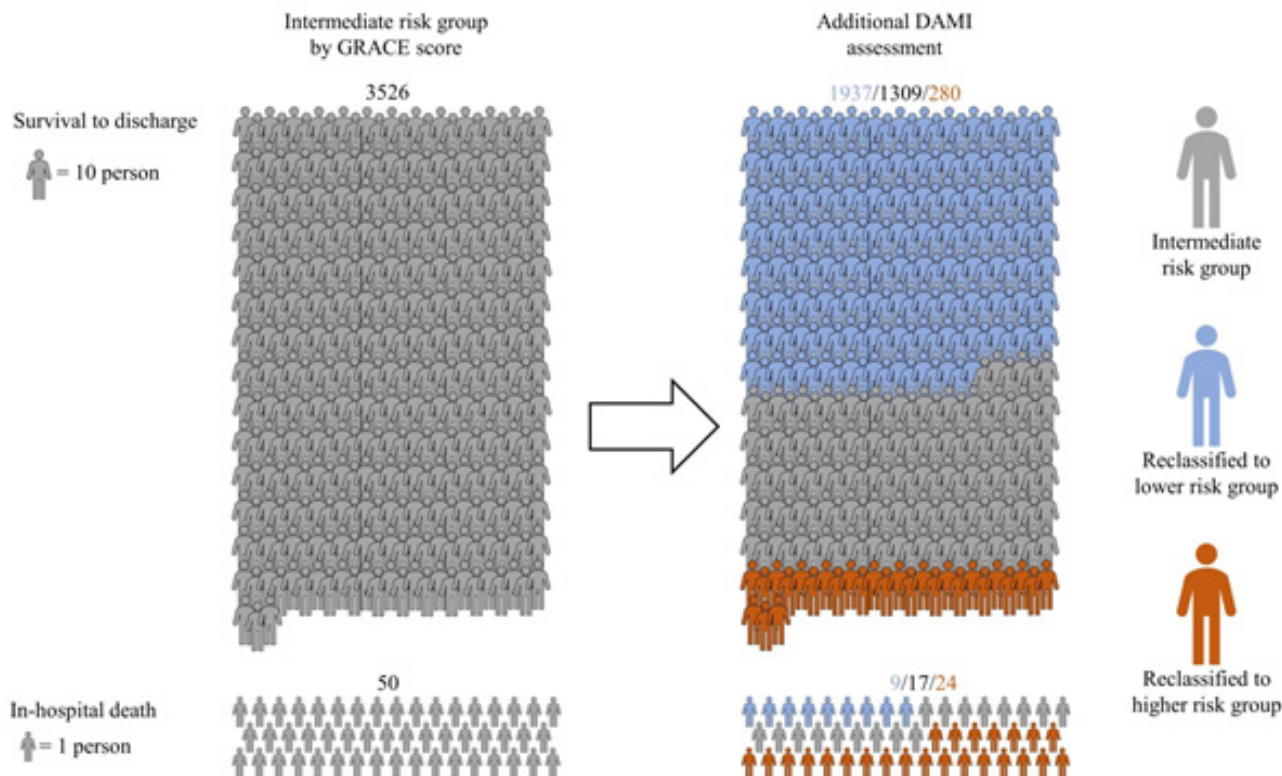 Intermediate risk group
by GRACE score
Additional DAMI
assessment
3526
1937/1309/280
Survival to discharge
= 10 person
Intermediate
risk group
Reclassified to
lower risk group
Reclassified to
higher risk group
50
9/17/24
In-hospital death
= 1 person